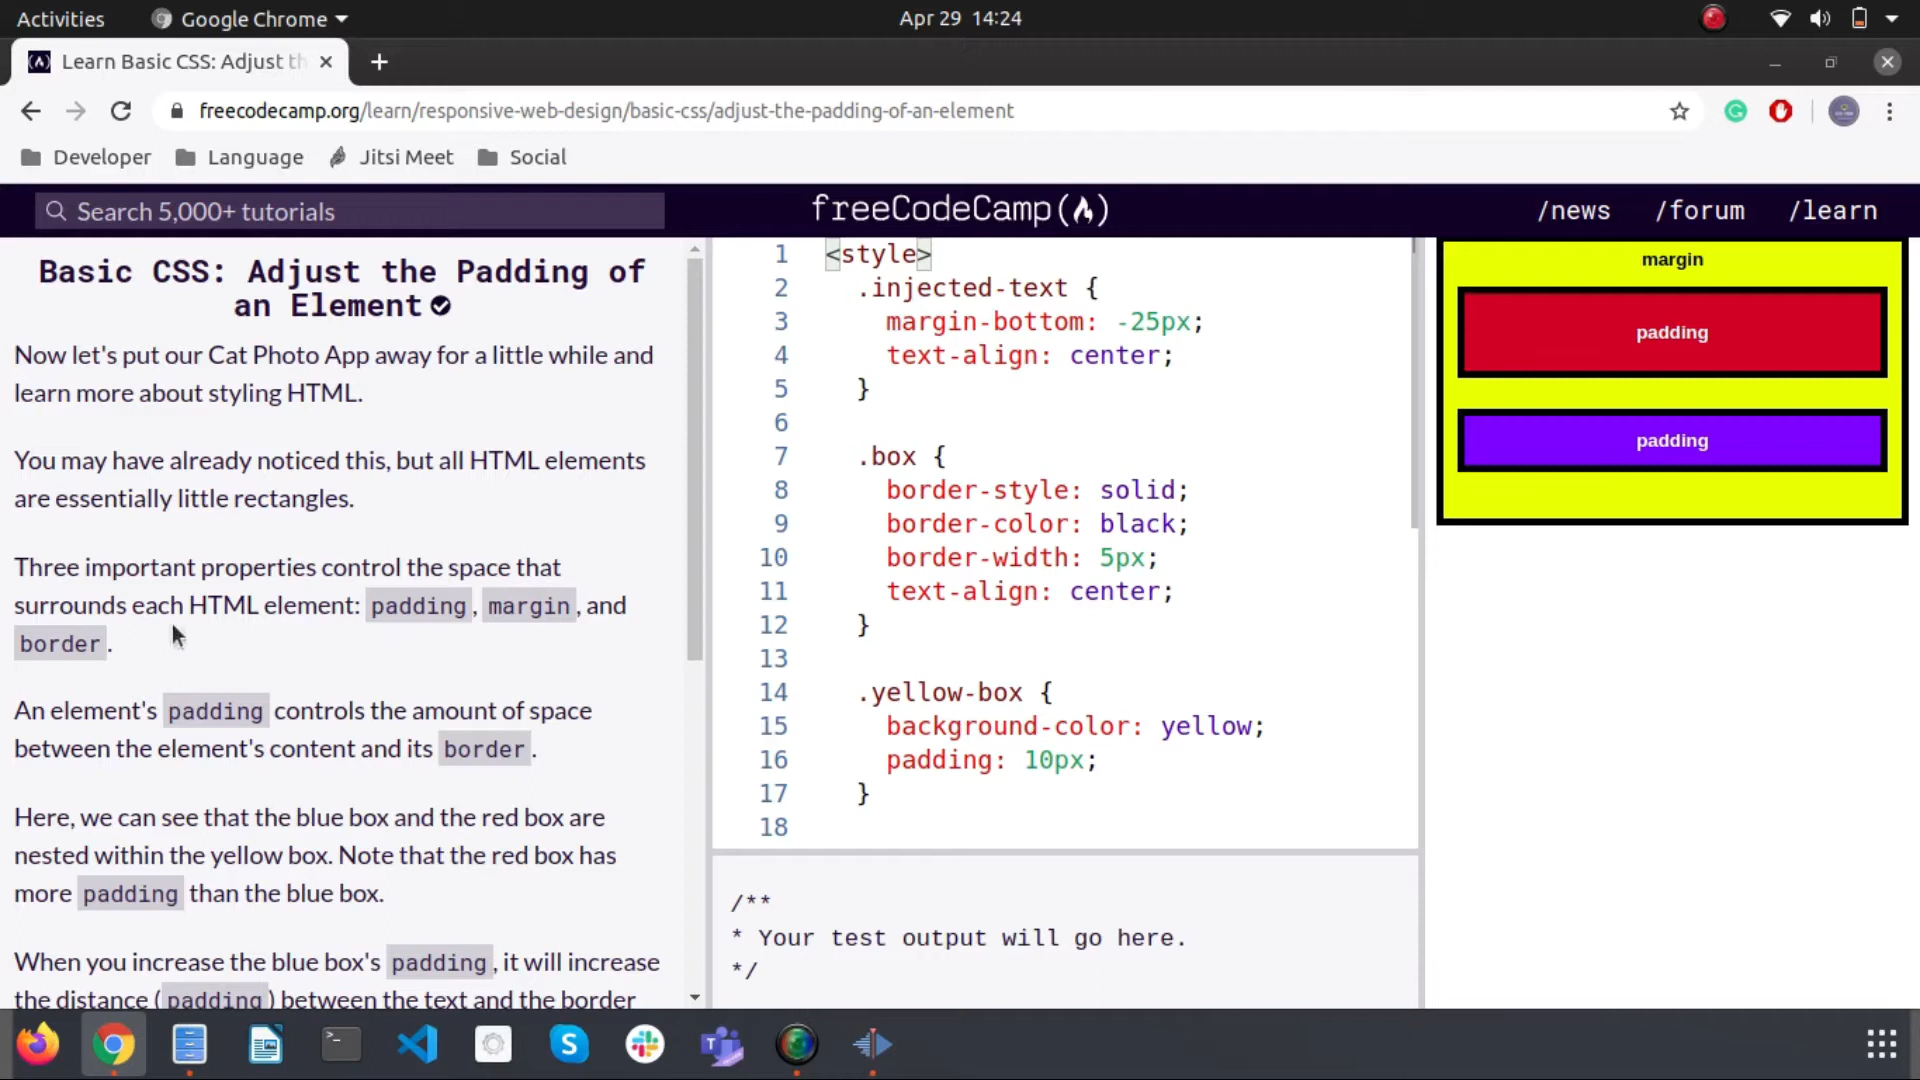 Activities
Google Chrome
Apr 29 14:24
Learn Basic CSS: Adjust th
freecodecamp.org/learn/responsive-web-design/basic-css/adjust-the-padding-of-an-element
Developer
Language
Jitsi Meet
Social
Search 5,000+ tutorials
freeCodeCamp
/news
/forum
/learn
Basic CSS: Adjust the Padding of
an Element
Now let's put our Cat Photo App away for a little while and
learn more about styling HTML.
You may have already noticed this, but all HTML elements
are essentially little rectangles.
Three important properties control the space that
surrounds each HTML element: padding, margin, and
border.
An element's padding controls the amount of space
between the element's content and its border.
Here, we can see that the blue box and the red box are
nested within the yellow box. Note that the red box has
more padding than the blue box.
When you increase the blue box's padding, it will increase
the distance (padding) between the text and the border
1 <style>
2 .injected-text {
3 margin-bottom: -25px;
4 text-align: center;
5 }
6
7 .box {
8 border-style: solid;
9 border-color: black;
10 border-width: 5px;
11 text-align: center;
12 }
13
14 .yellow-box {
15 background-color: yellow;
16 padding: 10px;
17 }
18
/**
* Your test output will go here.
*/
margin
padding
padding